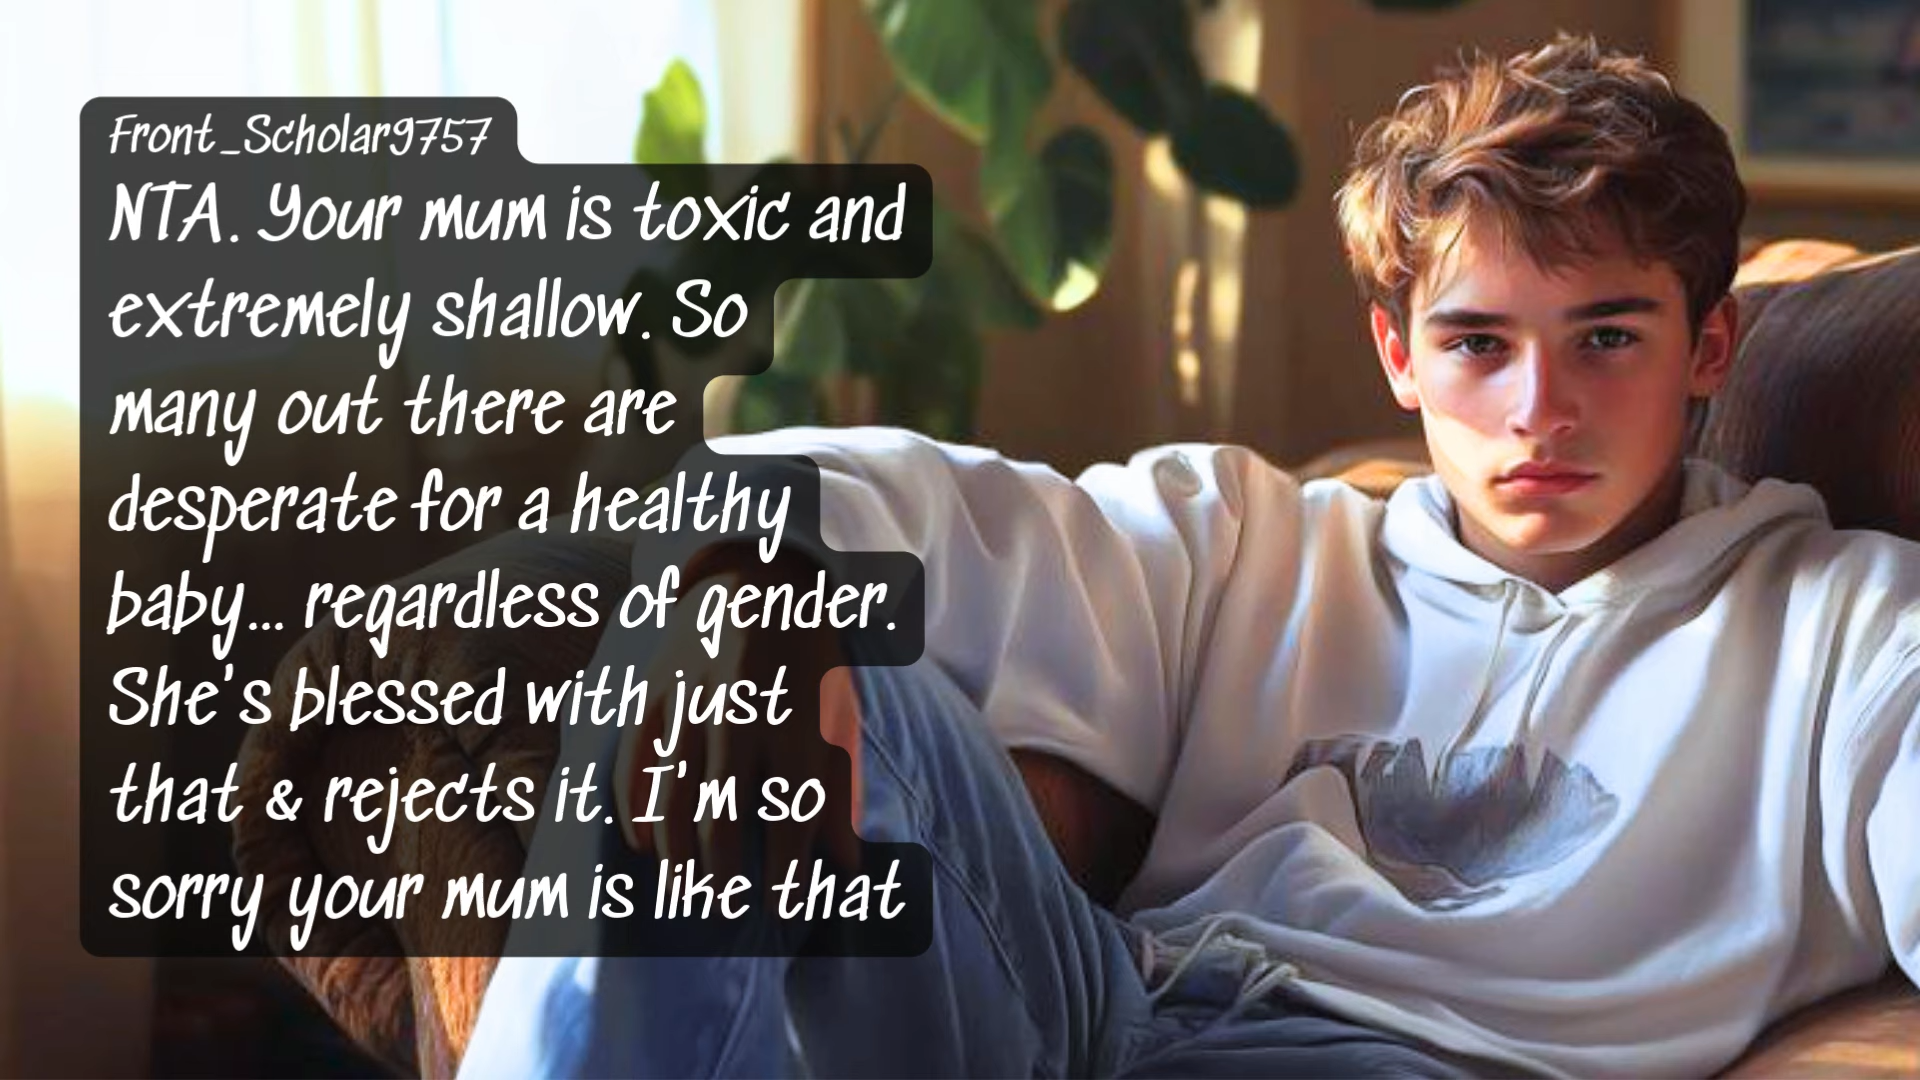 Front_Scholar9757
NTA. Your mum is toxic and
extremely shallow. So
many out there are
desperate for a healthy
baby... regardless of gender.
She's blessed with just
that & rejects it. I'm so
sorry your mum is like that